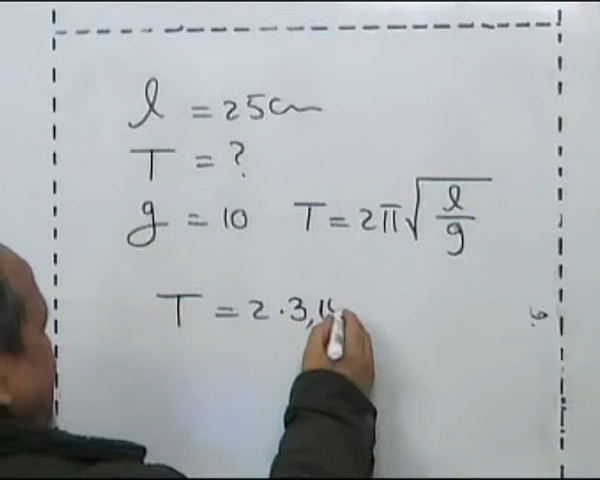 l = 25cm
T = ?
g = 10 T = 2π√(l/g)
T = 2·3,14